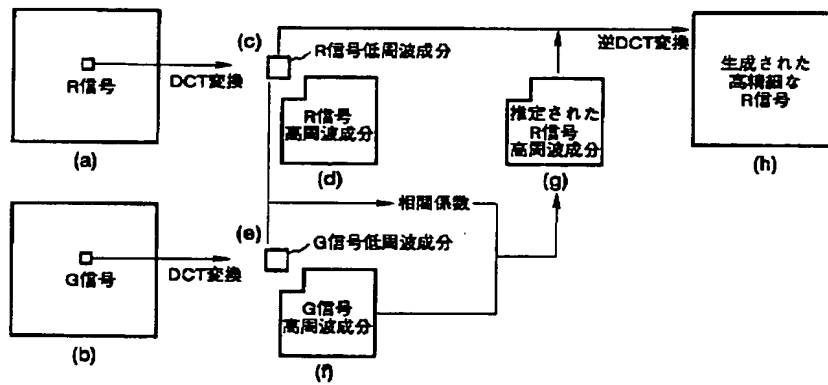 R信号
(a)
DCT変換
(c)
R信号低周波成分
R信号
高周波成分
(d)
推定された
R信号
高周波成分
(g)
逆DCT変換
生成された
高精細な
R信号
(h)
相関係数
G信号
(b)
DCT変換
(e)
G信号低周波成分
G信号
高周波成分
(f)